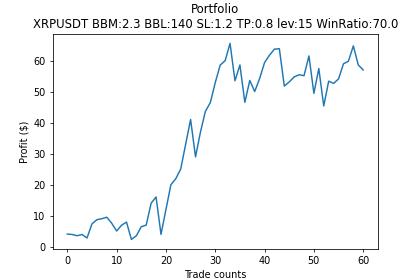 Portfolio
XRPUSDT BBM:2.3 BBL:140 SL:1.2 TP:0.8 lev:15 WinRatio:70.0
60
50
40
30
20
10
0
Profit ($)
0 10 20 30 40 50 60
Trade counts